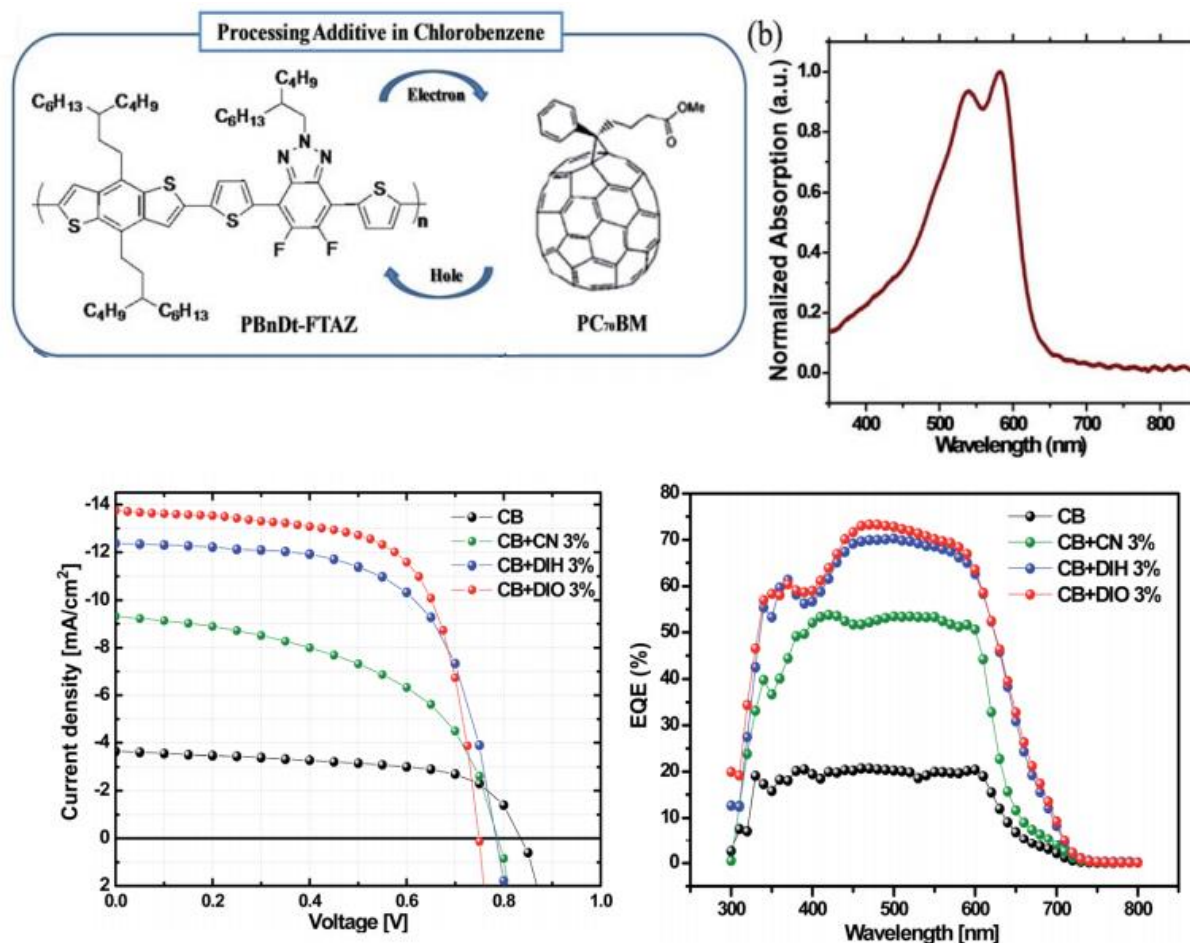 Processing Additive in Chlorobenzene
C₄H₉
C₆H₁₃
C₄H₉
C₆H₁₃
Electron
OMe
O
N
N
N
S
S
S
S
n
F
F
Hole
C₄H₉
C₆H₁₃
PBnDt-FTAZ
PC₇₀BM
(b)
Normalized Absorption (a.u.)
1.0
0.8
0.6
0.4
0.2
0.0
400 500 600 700 800
Wavelength (nm)
Current density [mA/cm²]
-14
-12
-10
-8
-6
-4
-2
0
2
CB
CB+CN 3%
CB+DIH 3%
CB+DIO 3%
0.0 0.2 0.4 0.6 0.8 1.0
Voltage [V]
EQE (%)
80
70
60
50
40
30
20
10
0
CB
CB+CN 3%
CB+DIH 3%
CB+DIO 3%
300 400 500 600 700 800
Wavelength [nm]